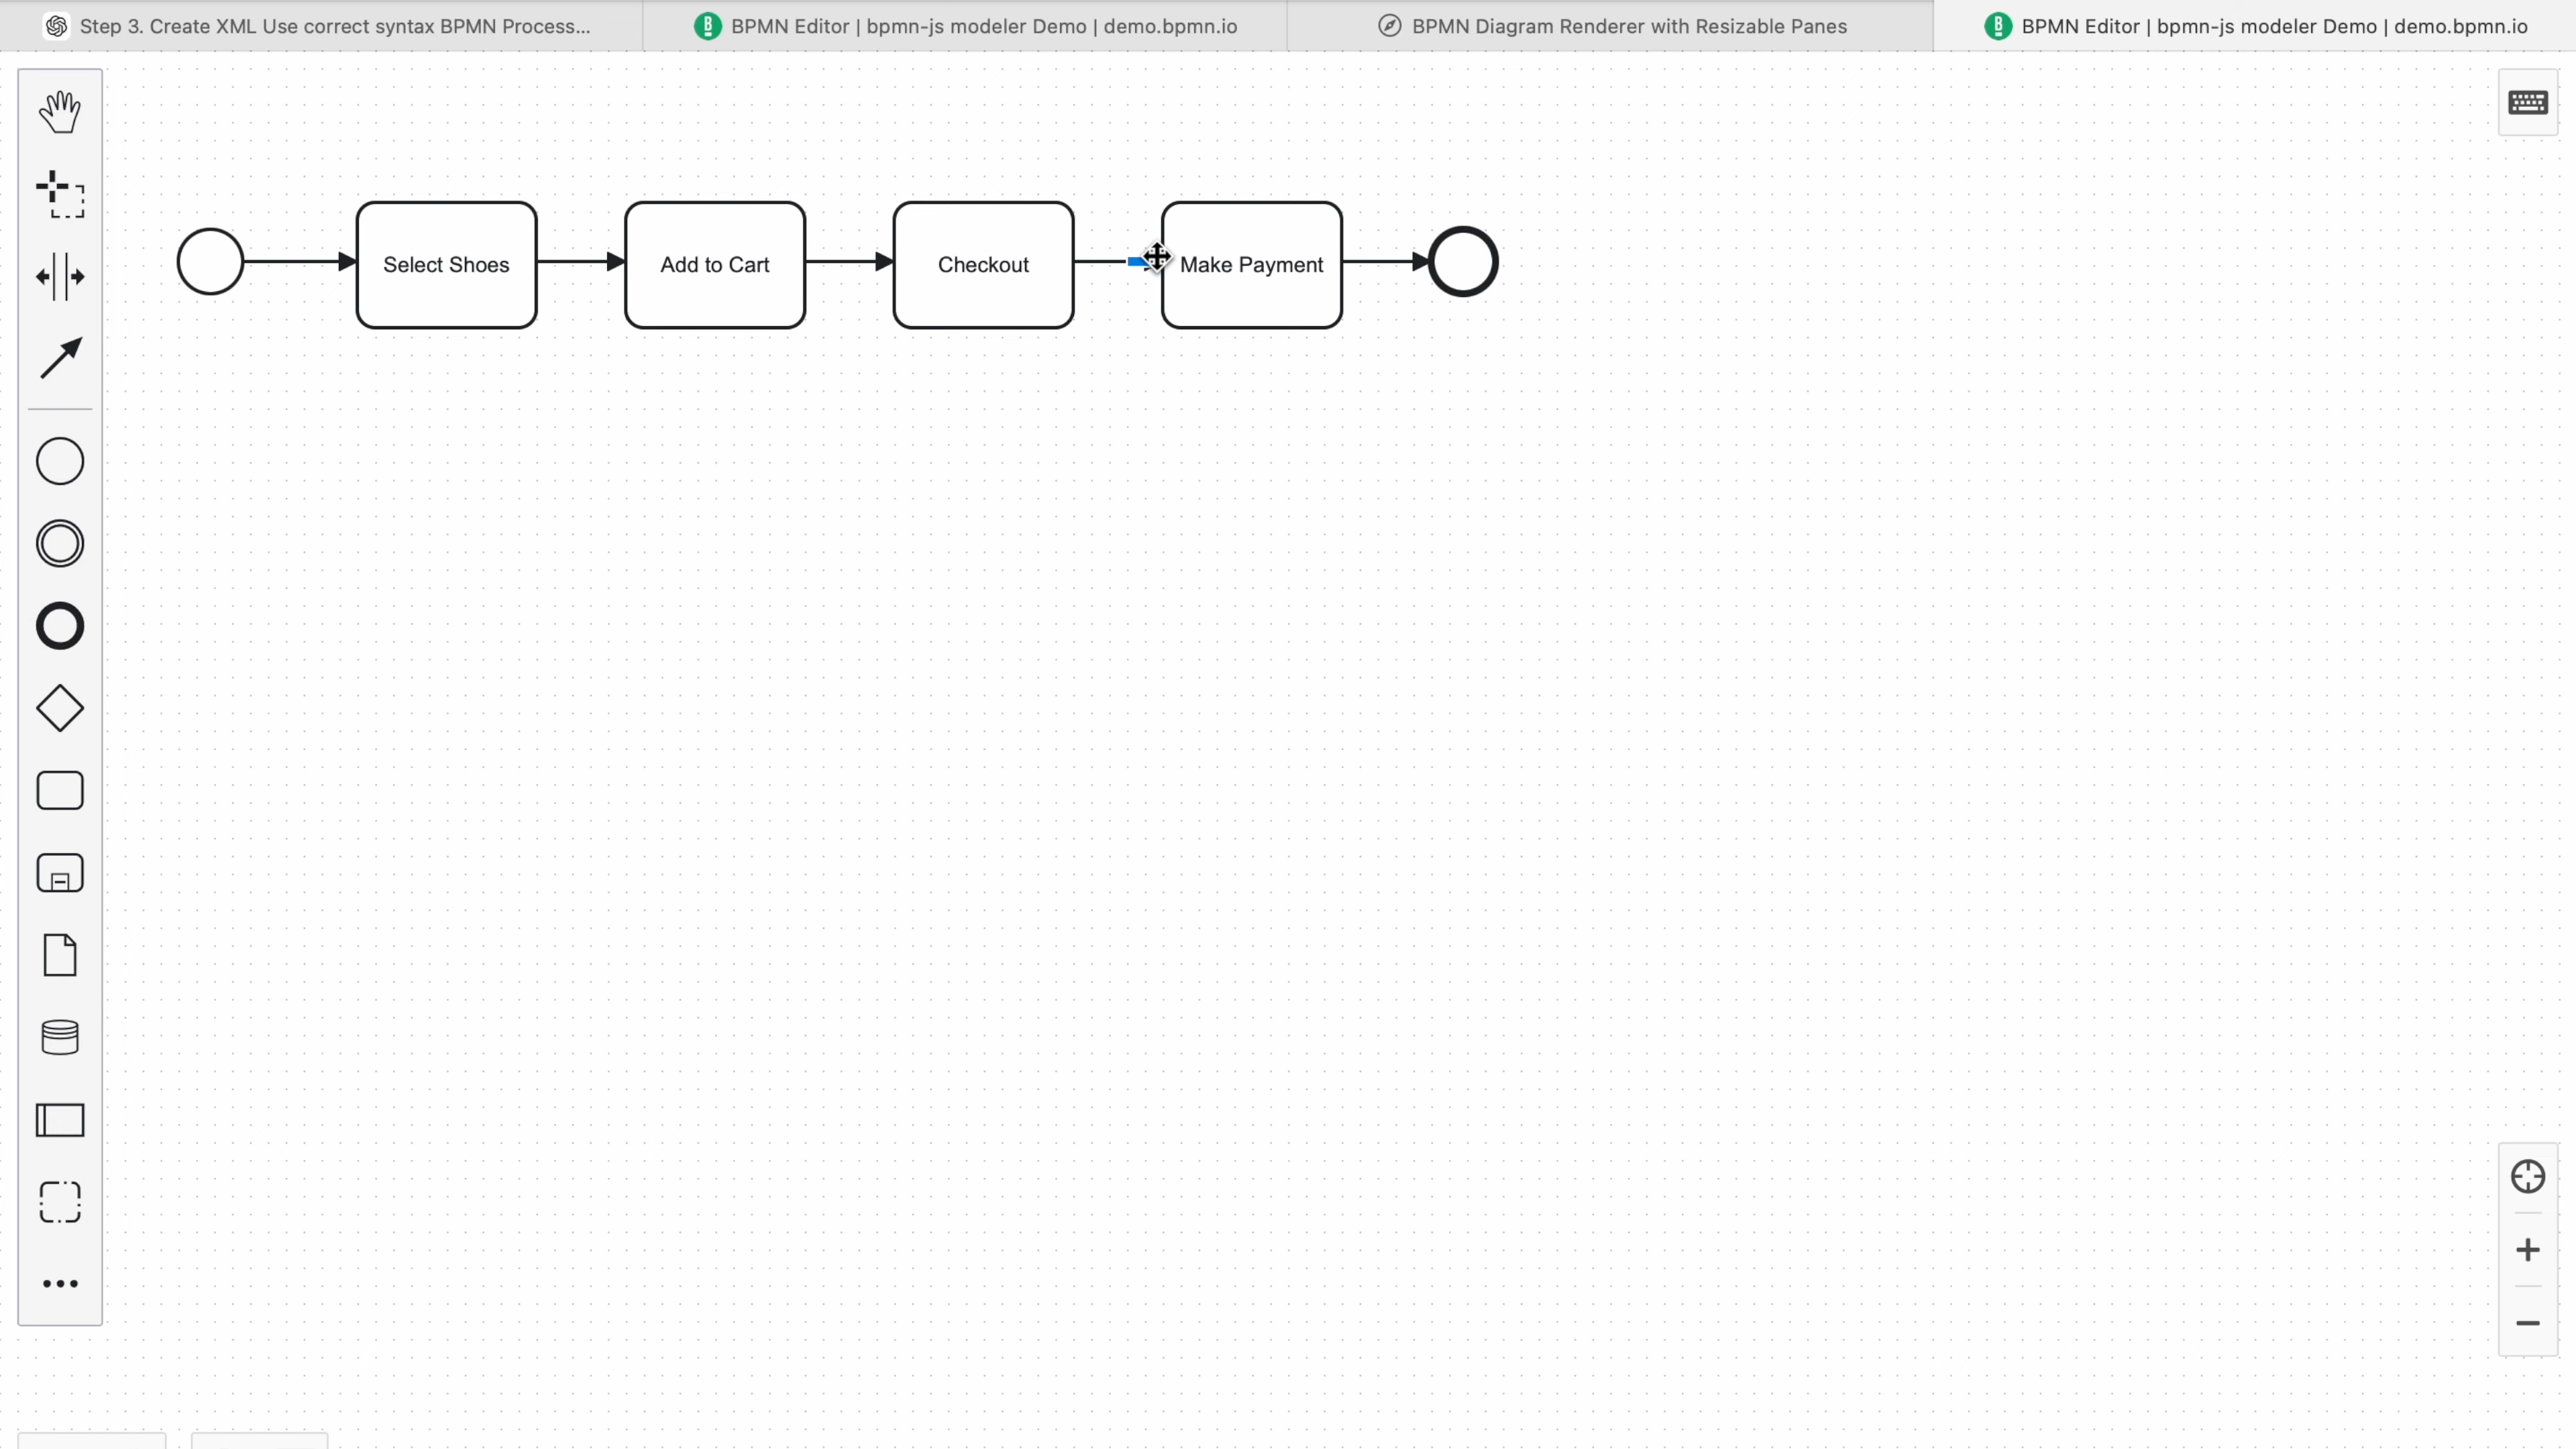 Step 3. Create XML Use correct syntax BPMN Process...
BPMN Editor | bpmn-js modeler Demo | demo.bpmn.io
BPMN Diagram Renderer with Resizable Panes
BPMN Editor | bpmn-js modeler Demo | demo.bpmn.io
Select Shoes
Add to Cart
Checkout
Make Payment